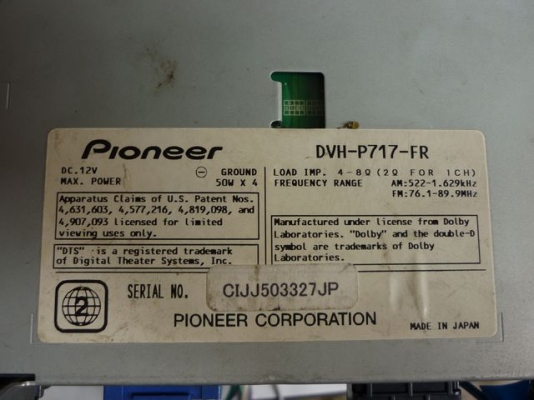 Pioneer
DVH-P717-FR
DC.12V ⊖ GROUND
MAX. POWER 50W X 4
LOAD IMP. 4-8Ω (2Ω FOR 1CH)
FREQUENCY RANGE AM:522-1.629kHz
FM:76.1-89.9MHz
Apparatus Claims of U.S. Patent Nos.
4,631,603, 4,577,216, 4,819,098, and
4,907,093 licensed for limited
viewing uses only.
"DTS" is a registered trademark
of Digital Theater Systems, Inc.
Manufactured under license from Dolby
Laboratories. "Dolby" and the double-D
symbol are trademarks of Dolby
Laboratories.
2
SERIAL NO. CIJJ503327JP
PIONEER CORPORATION
MADE IN JAPAN